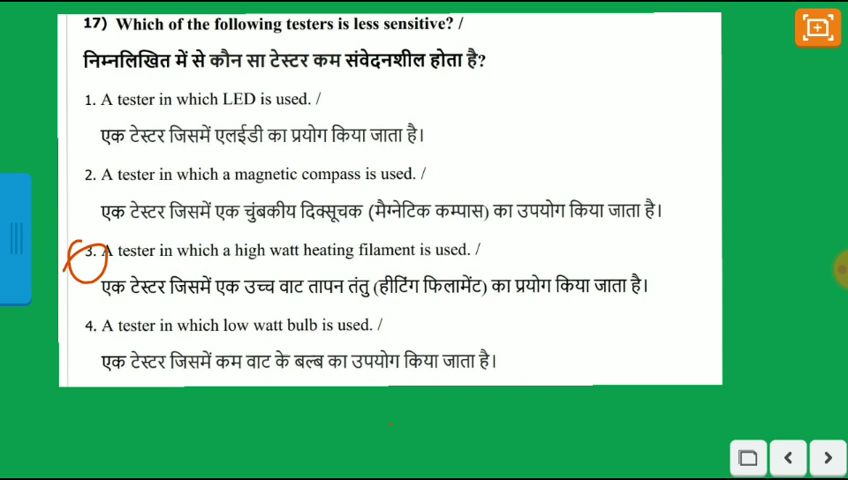 17) Which of the following testers is less sensitive? /
निम्नलिखित में से कौन सा टेस्टर कम संवेदनशील होता है?
1. A tester in which LED is used. /
एक टेस्टर जिसमें एलईडी का प्रयोग किया जाता है।
2. A tester in which a magnetic compass is used. /
एक टेस्टर जिसमें एक चुंबकीय दिक्सूचक (मैग्नेटिक कम्पास) का उपयोग किया जाता है।
3. A tester in which a high watt heating filament is used. /
एक टेस्टर जिसमें एक उच्च वाट तापन तंतु (हीटिंग फिलामेंट) का प्रयोग किया जाता है।
4. A tester in which low watt bulb is used. /
एक टेस्टर जिसमें कम वाट के बल्ब का उपयोग किया जाता है।